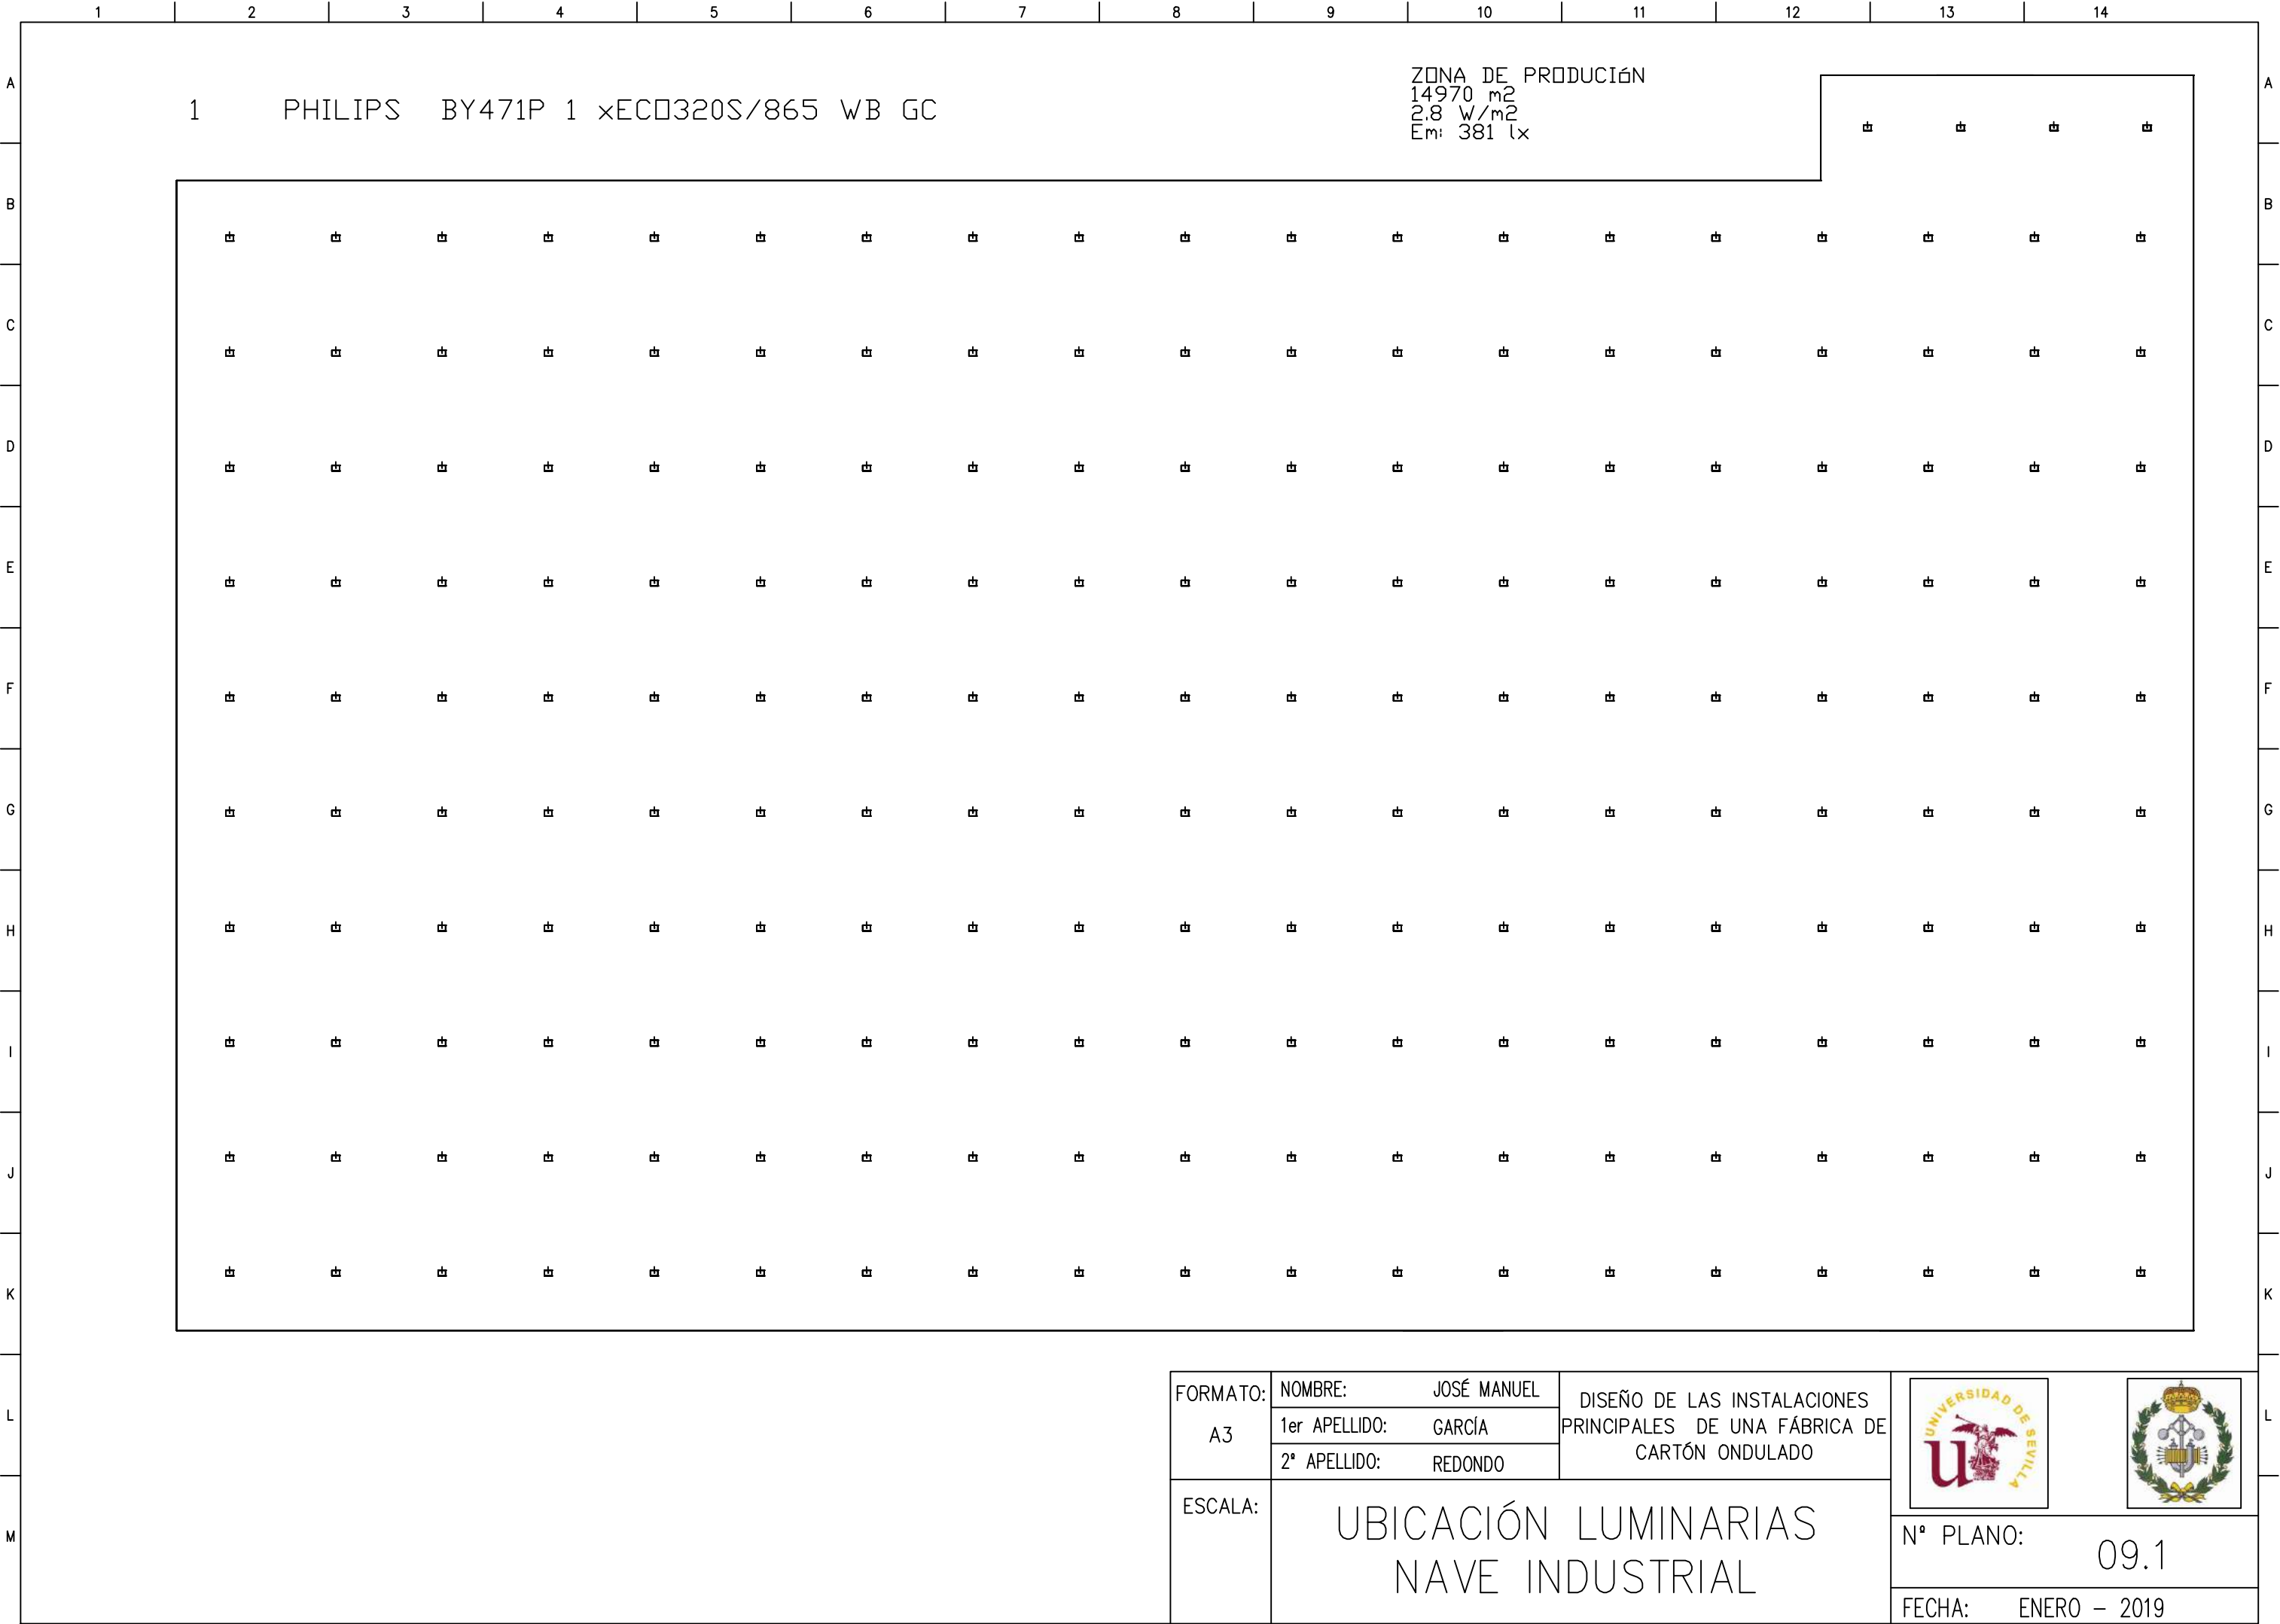 1 2 3 4 5 6 7 8 9 10 11 12 13 14
A A
B B
C C
D D
E E
F F
G G
H H
I I
J J
K K
L L
M
1 PHILIPS BY471P 1 xECO320S/865 WB GC
ZONA DE PRODUCIóN
14970 m2
2.8 W/m2
Em: 381 lx
FORMATO:
A3
ESCALA:
NOMBRE: JOSÉ MANUEL
1er APELLIDO: GARCÍA
2º APELLIDO: REDONDO
DISEÑO DE LAS INSTALACIONES
PRINCIPALES DE UNA FÁBRICA DE
CARTÓN ONDULADO
UBICACIÓN LUMINARIAS
NAVE INDUSTRIAL
UNIVERSIDAD DE SEVILLA
u
Nº PLANO: 09.1
FECHA: ENERO - 2019